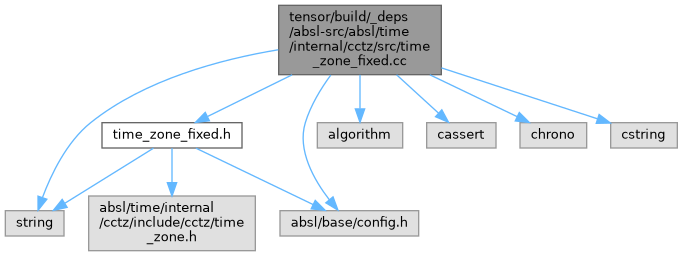 tensor/build/_deps
/absl-src/absl/time
/internal/cctz/src/time
_zone_fixed.cc
time_zone_fixed.h
algorithm
cassert
chrono
cstring
string
absl/time/internal
/cctz/include/cctz/time
_zone.h
absl/base/config.h